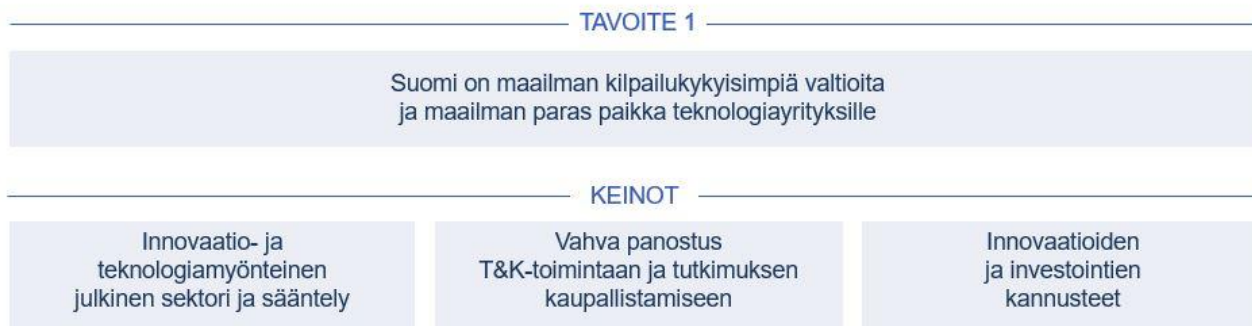 TAVOITE 1
Suomi on maailman kilpailukykyisimpiä valtioita
ja maailman paras paikka teknologiayrityksille
KEINOT
Innovaatio- ja
teknologiamyönteinen
julkinen sektori ja sääntely
Vahva panostus
T&K-toimintaan ja tutkimuksen
kaupallistamiseen
Innovaatioiden
ja investointien
kannusteet